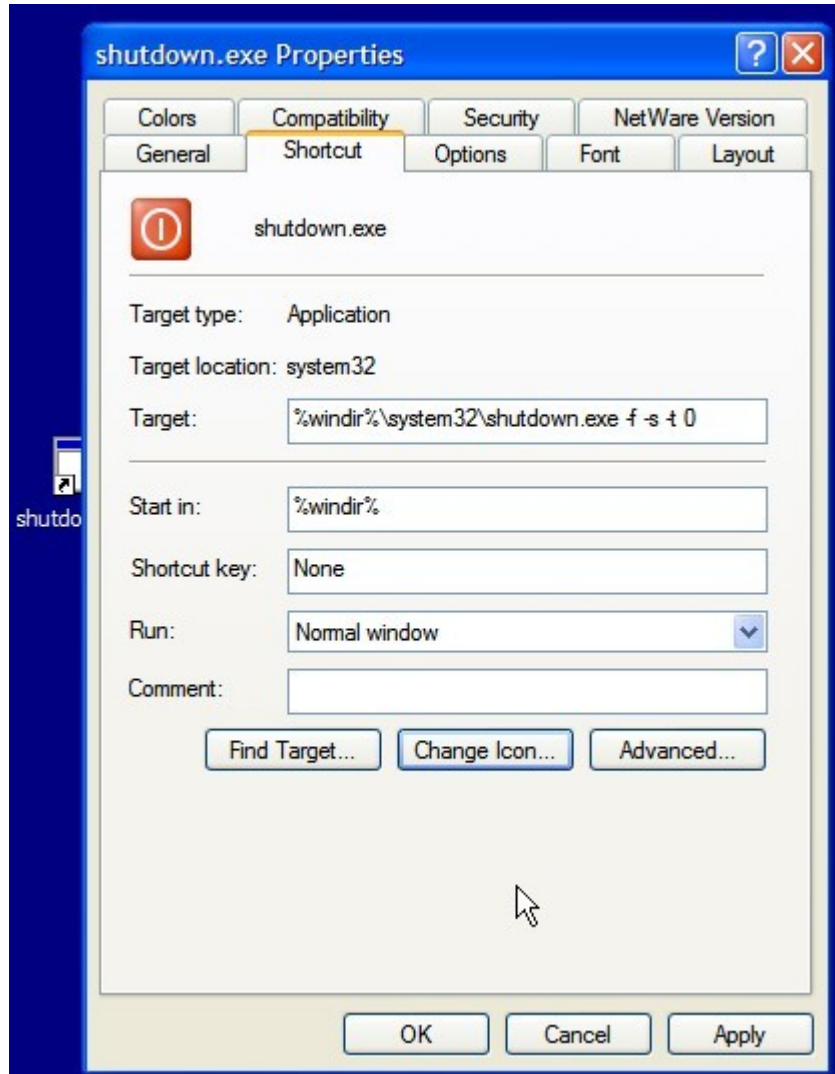 shutdown.exe Properties
Colors Compatibility Security NetWare Version
General Shortcut Options Font Layout
shutdown.exe
Target type: Application
Target location: system32
Target: %windir%\system32\shutdown.exe -f -s -t 0
shutdo
Start in: %windir%
Shortcut key: None
Run: Normal window
Comment:
Find Target... Change Icon... Advanced...
OK Cancel Apply